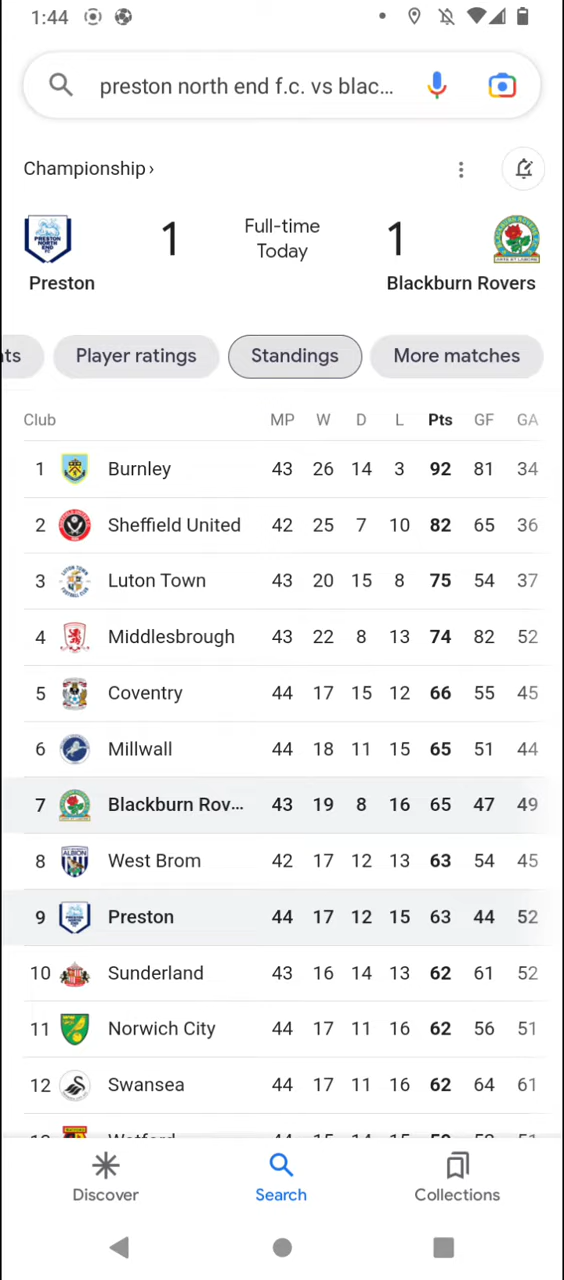 1:44
preston north end f.c. vs blac...
Championship ›
1 Full-time Today 1
Preston Blackburn Rovers
Player ratings Standings More matches
Club MP W D L Pts GF GA
1 Burnley 43 26 14 3 92 81 34
2 Sheffield United 42 25 7 10 82 65 36
3 Luton Town 43 20 15 8 75 54 37
4 Middlesbrough 43 22 8 13 74 82 52
5 Coventry 44 17 15 12 66 55 45
6 Millwall 44 18 11 15 65 51 44
7 Blackburn Rov... 43 19 8 16 65 47 49
8 West Brom 42 17 12 13 63 54 45
9 Preston 44 17 12 15 63 44 52
10 Sunderland 43 16 14 13 62 61 52
11 Norwich City 44 17 11 16 62 56 51
12 Swansea 44 17 11 16 62 64 61
Discover Search Collections